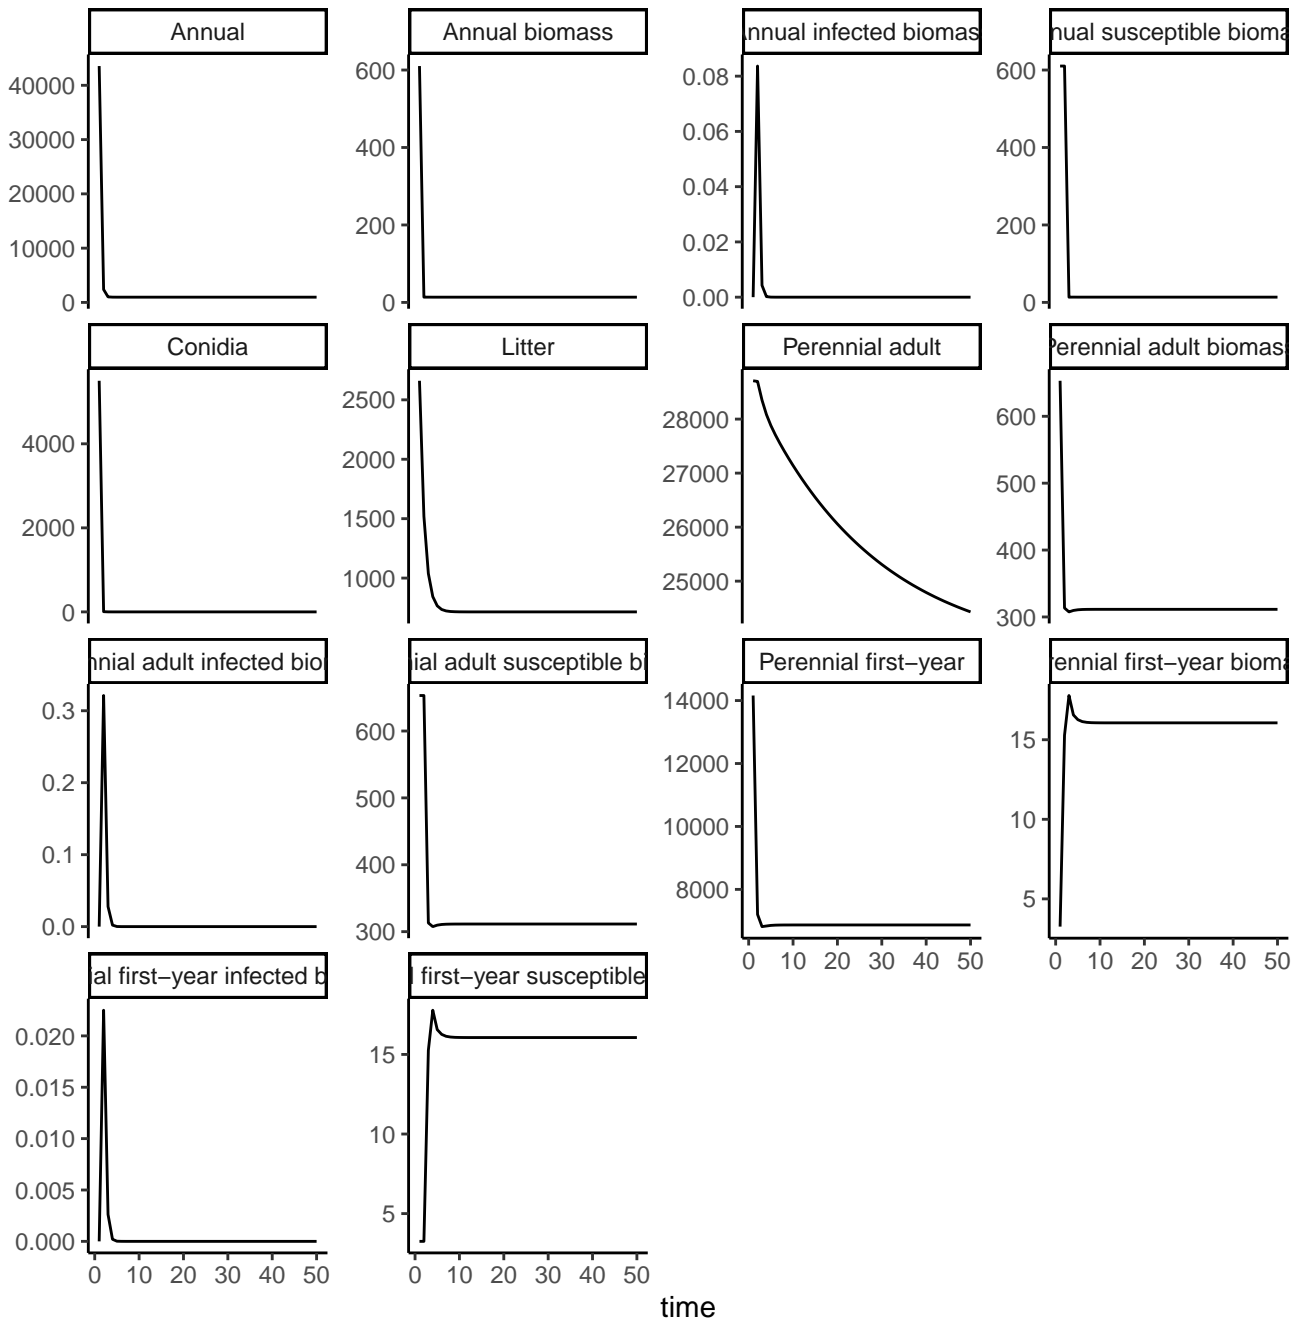 Annual
Annual biomass
Annual infected biomas
nual susceptible bioma
40000
30000
20000
10000
0
600
400
200
0
0.08
0.06
0.04
0.02
0.00
600
400
200
0
Conidia
Litter
Perennial adult
Perennial adult biomas
4000
2000
0
2500
2000
1500
1000
28000
27000
26000
25000
600
500
400
300
nnial adult infected bio
ial adult susceptible bi
Perennial first−year
rennial first−year bioma
0.3
0.2
0.1
0.0
600
500
400
300
14000
12000
10000
8000
15
10
5
0 10 20 30 40 50
0 10 20 30 40 50
ial first−year infected b
l first−year susceptible
0.020
0.015
0.010
0.005
0.000
15
10
5
0 10 20 30 40 50
0 10 20 30 40 50
time